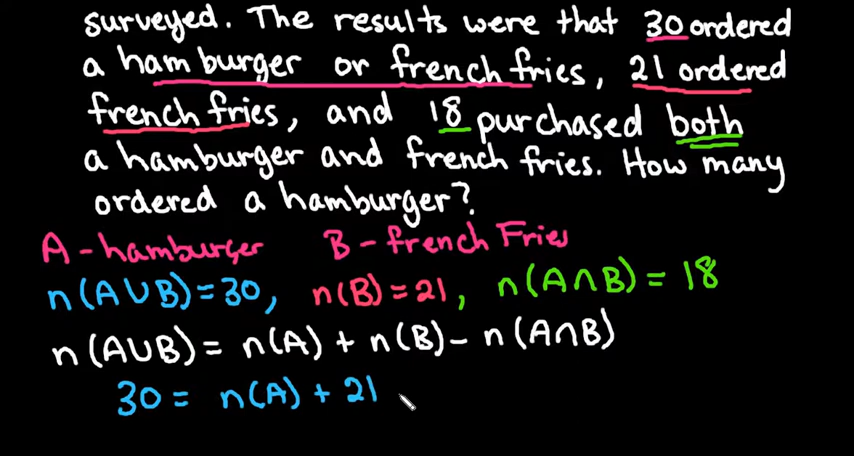 surveyed. The results were that 30 ordered
a hamburger or french fries, 21 ordered
french fries, and 18 purchased both
a hamburger and french fries. How many
ordered a hamburger?
A - hamburger B - french Fries
n(A∪B) = 30, n(B) = 21, n(A∩B) = 18
n(A∪B) = n(A) + n(B) - n(A∩B)
30 = n(A) + 21